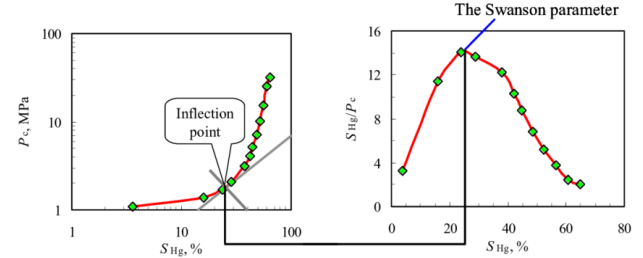 The Swanson parameter
100
10
1
Pc, MPa
Inflection
point
1
10
100
SHg, %
16
12
8
4
0
SHg/Pc
0
20
40
60
80
SHg, %